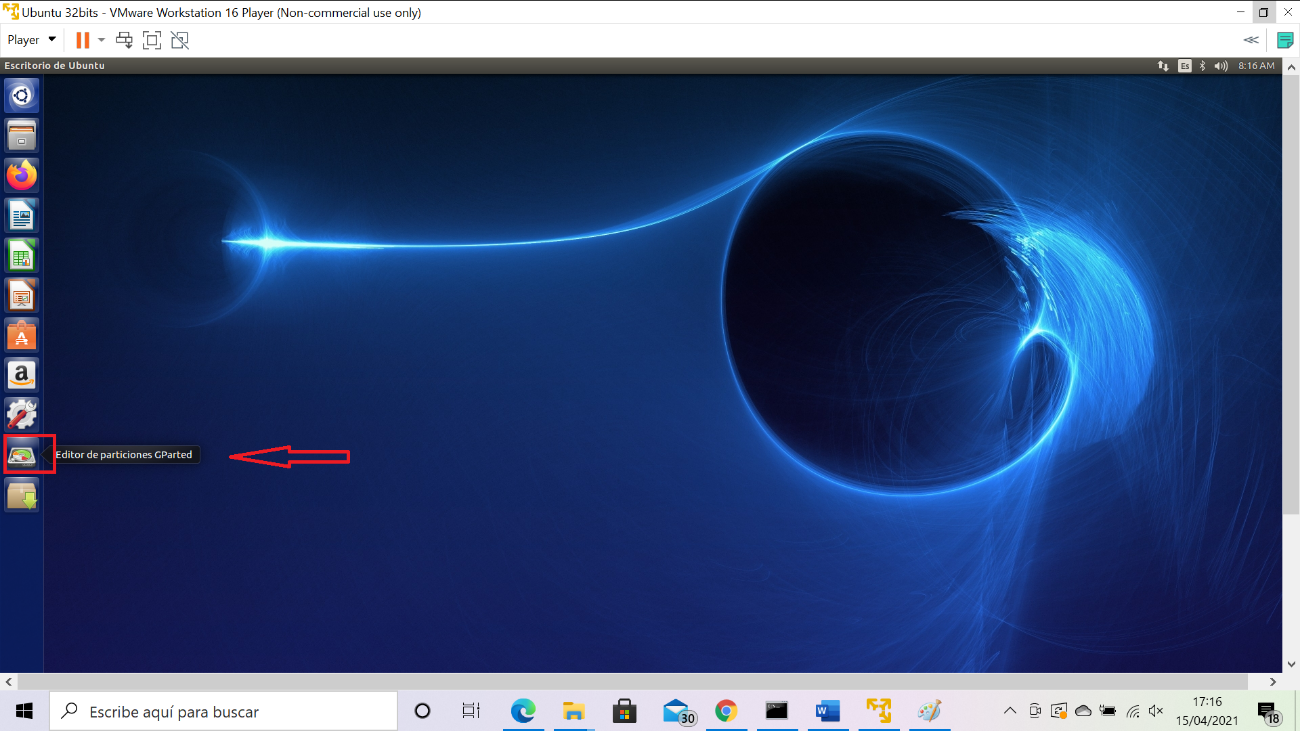 Ubuntu 32bits - VMware Workstation 16 Player (Non-commercial use only)
Player
Escritorio de Ubuntu
Es
8:16 AM
A
a
Editor de particiones GParted
Escribe aquí para buscar
30
W
17:16
15/04/2021
18